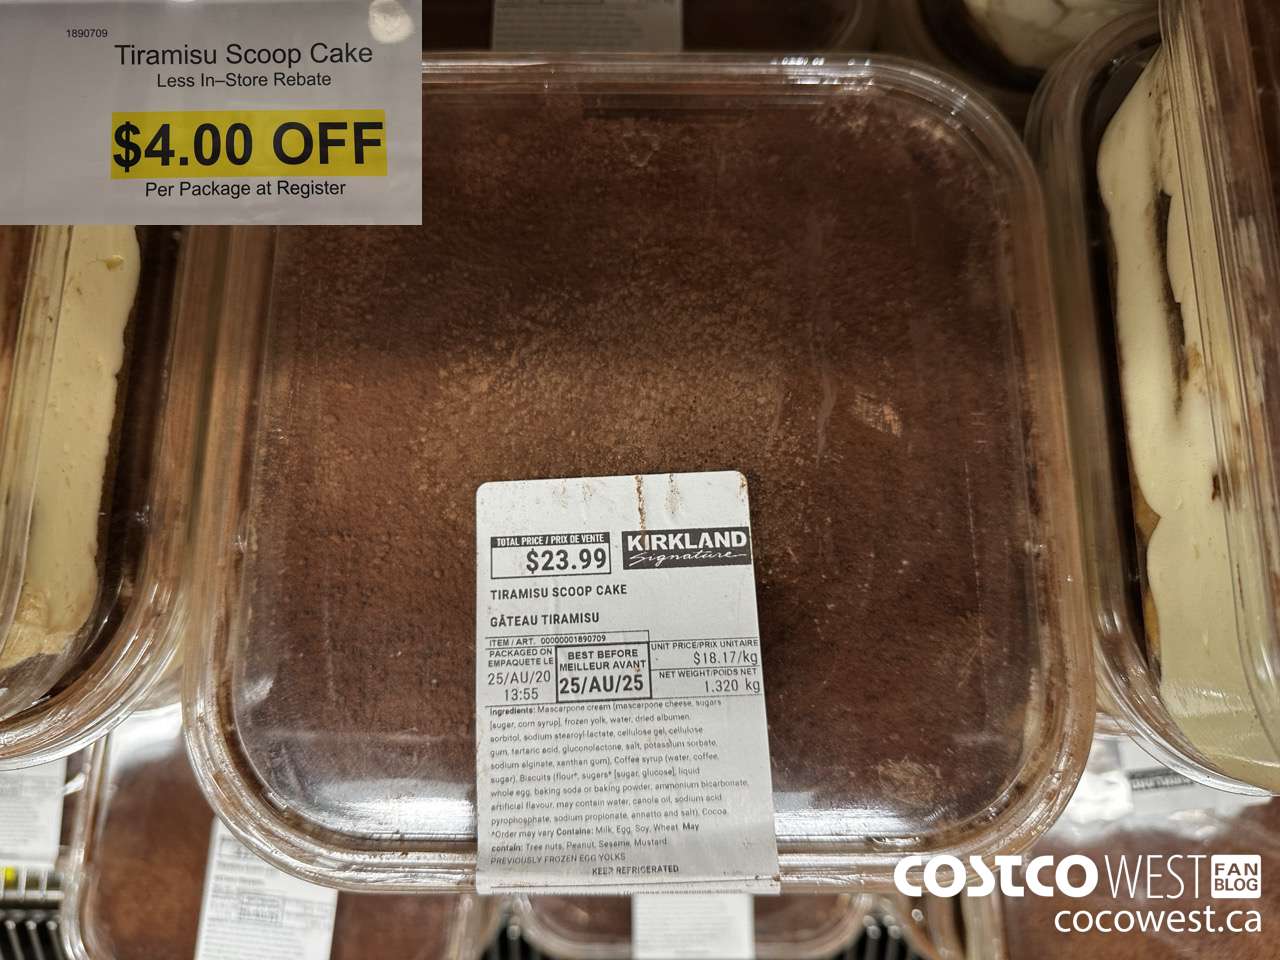 1890709
Tiramisu Scoop Cake
Less In–Store Rebate
$4.00 OFF
Per Package at Register
TOTAL PRICE / PRIX DE VENTE
$23.99
KIRKLAND
Signature
TIRAMISU SCOOP CAKE
GÂTEAU TIRAMISU
ITEM / ART. 00000001890709
PACKAGED ON
EMPAQUETE LE
25/AU/20
13:55
BEST BEFORE
MEILLEUR AVANT
25/AU/25
UNIT PRICE/PRIX UNITAIRE
$18.17/kg
NET WEIGHT/POIDS NET
1.320 kg
Ingredients: Mascarpone cream (mascarpone cheese, sugars
[sugar, corn syrup], frozen yolk, water, dried albumen,
sorbitol, sodium stearoyl-lactate, cellulose gel, cellulose
gum, tartaric acid, gluconolactone, salt, potassium sorbate,
sodium alginate, xanthan gum), Coffee syrup (water, coffee,
sugar), Biscuits (flour*, sugars* [sugar, glucose], liquid
whole egg, baking soda or baking powder, ammonium bicarbonate,
artificial flavour, may contain water, canola oil, sodium acid
pyrophosphate, sodium propionate, annatto and salt), Cocoa.
*Order may vary Contains: Milk, Egg, Soy, Wheat. May
contain: Tree nuts, Peanut, Sesame, Mustard.
PREVIOUSLY FROZEN EGG YOLKS
KEEP REFRIGERATED
COSTCO WEST FAN BLOG
cocowest.ca